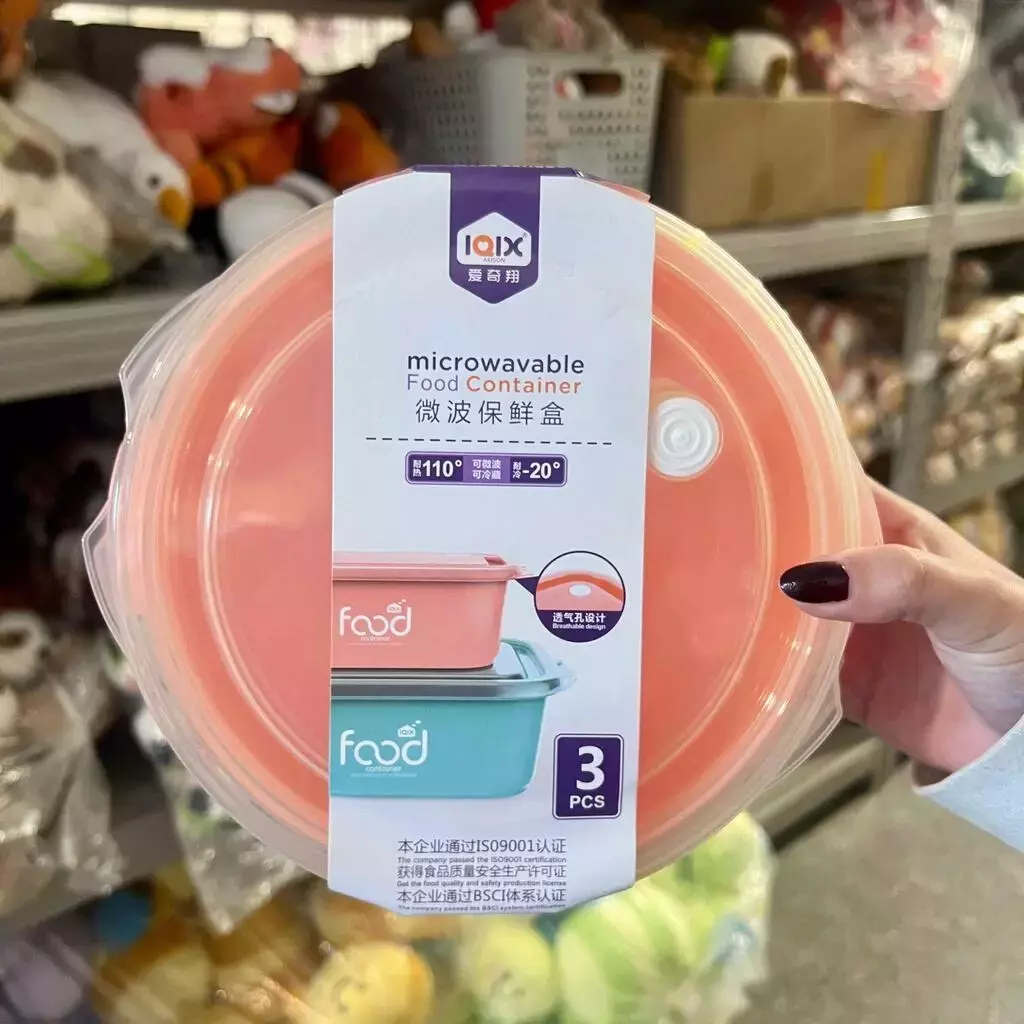 IQIX®
AKISON
爱奇翔
microwavable
Food Container
微波保鲜盒
耐热 110° 可微波 可冷藏 耐冷 -20°
IQIX
food
container
透气孔设计
Breathable design
IQIX
food
container
3
PCS
本企业通过ISO9001认证
The company passed the ISO9001 certification
获得食品质量安全生产许可证
Get the food quality and safety production license
本企业通过BSCI体系认证
The company passed the BSCI system certification